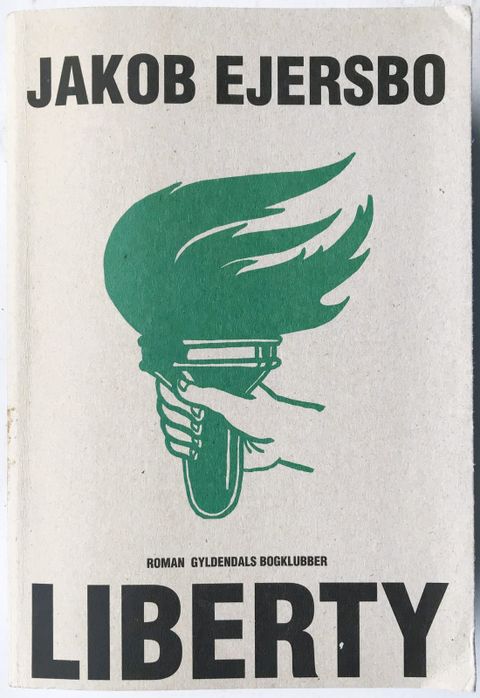 JAKOB EJERSBO
ROMAN GYLDENDALS BOGKLUBBER
LIBERTY